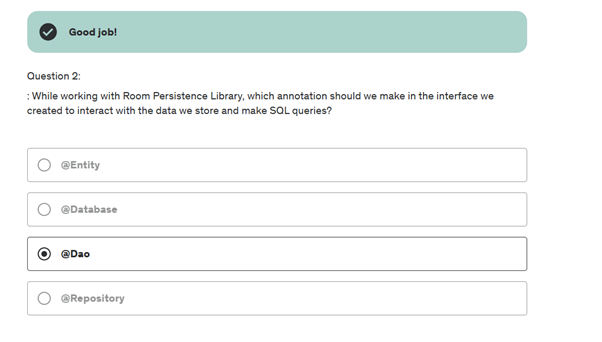 Good job!
Question 2:
: While working with Room Persistence Library, which annotation should we make in the interface we
created to interact with the data we store and make SQL queries?
@Entity
@Database
@Dao
@Repository